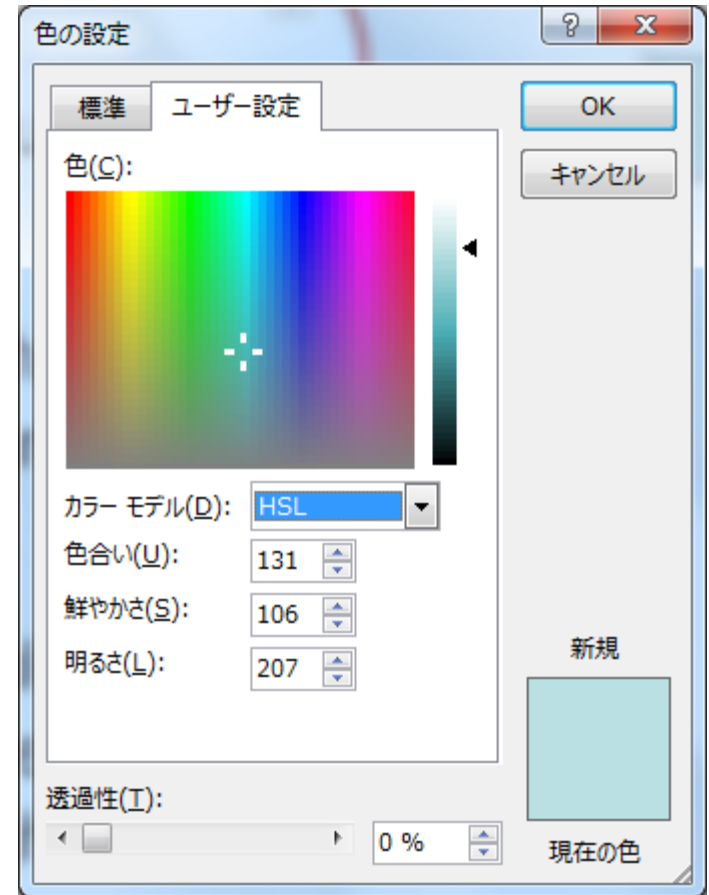 色の設定
標準 ユーザー設定
OK
キャンセル
色(C):
カラー モデル(D): HSL
色合い(U): 131
鮮やかさ(S): 106
明るさ(L): 207
新規
透過性(T):
0 %
現在の色